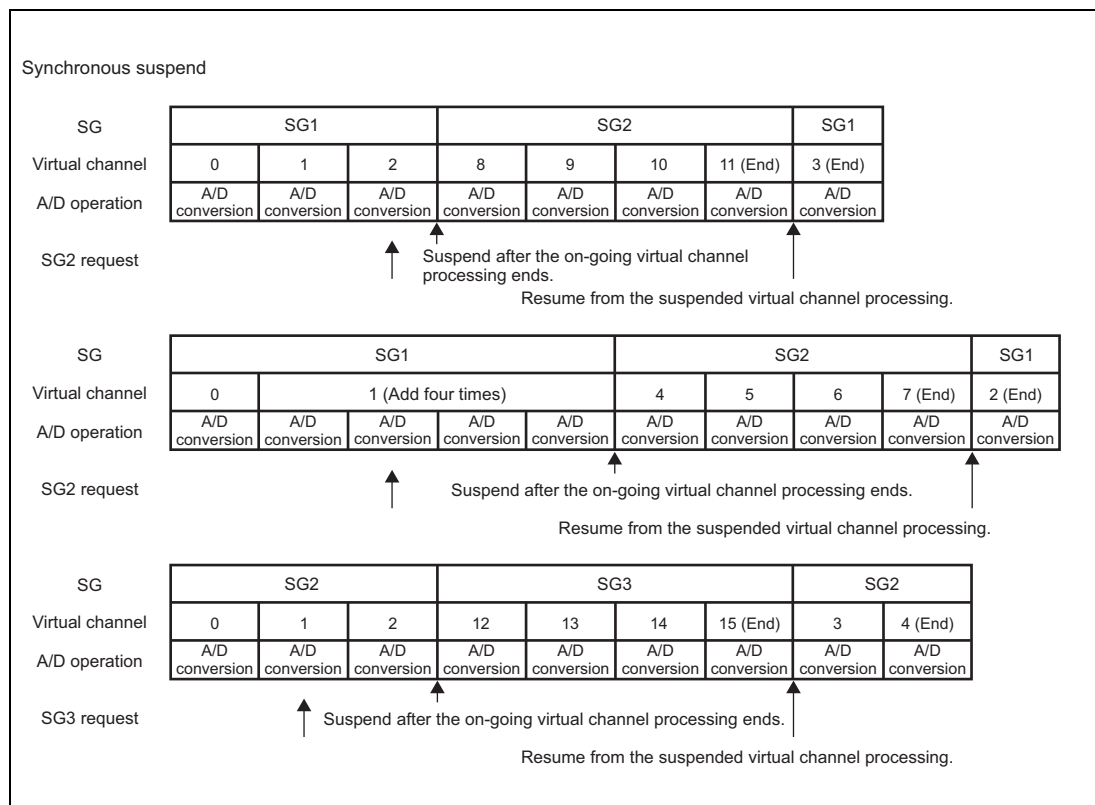 Synchronous suspend
SG SG1 SG2 SG1
Virtual channel 0 1 2 8 9 10 11 (End) 3 (End)
A/D operation A/D conversion A/D conversion A/D conversion A/D conversion A/D conversion A/D conversion A/D conversion A/D conversion
SG2 request Suspend after the on-going virtual channel
processing ends.
Resume from the suspended virtual channel processing.
SG SG1 SG2 SG1
Virtual channel 0 1 (Add four times) 4 5 6 7 (End) 2 (End)
A/D operation A/D conversion A/D conversion A/D conversion A/D conversion A/D conversion A/D conversion A/D conversion A/D conversion A/D conversion A/D conversion
SG2 request Suspend after the on-going virtual channel processing ends.
Resume from the suspended virtual channel processing.
SG SG2 SG3 SG2
Virtual channel 0 1 2 12 13 14 15 (End) 3 4 (End)
A/D operation A/D conversion A/D conversion A/D conversion A/D conversion A/D conversion A/D conversion A/D conversion A/D conversion A/D conversion
SG3 request Suspend after the on-going virtual channel processing ends.
Resume from the suspended virtual channel processing.